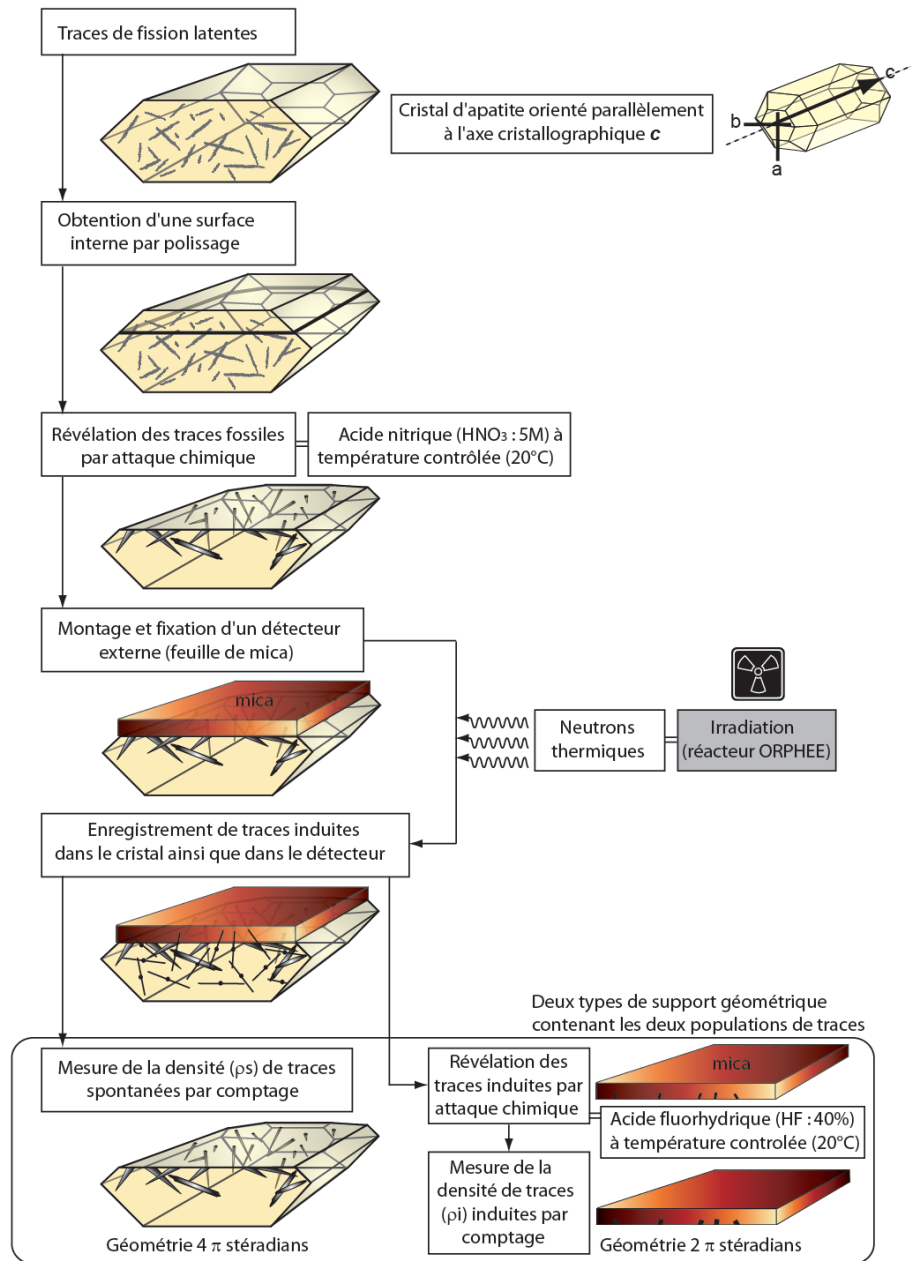 Traces de fission latentes
Cristal d'apatite orienté parallèlement
à l'axe cristallographique c
c
b
a
Obtention d'une surface
interne par polissage
Révélation des traces fossiles
par attaque chimique
Acide nitrique (HNO₃ : 5M) à
température contrôlée (20°C)
Montage et fixation d'un détecteur
externe (feuille de mica)
mica
Neutrons
thermiques
Irradiation
(réacteur ORPHEE)
Enregistrement de traces induites
dans le cristal ainsi que dans le détecteur
Deux types de support géométrique
contenant les deux populations de traces
Mesure de la densité (ρs) de traces
spontanées par comptage
Révélation des
traces induites par
attaque chimique
mica
Acide fluorhydrique (HF : 40%)
à température controlée (20°C)
Mesure de la
densité de traces
(ρi) induites par
comptage
Géométrie 4 π stéradians
Géométrie 2 π stéradians